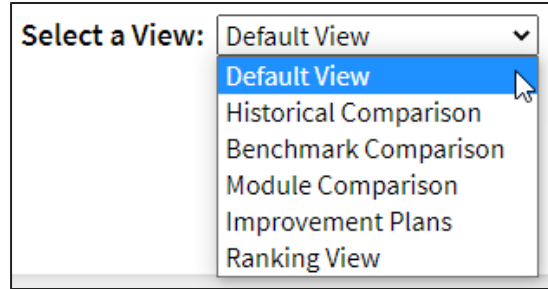 Select a View: Default View
Default View
Historical Comparison
Benchmark Comparison
Module Comparison
Improvement Plans
Ranking View